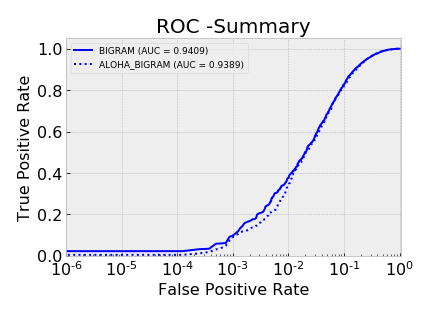 ROC -Summary
BIGRAM (AUC = 0.9409)
ALOHA_BIGRAM (AUC = 0.9389)
True Positive Rate
1.0
0.8
0.6
0.4
0.2
0.0
10⁻⁶ 10⁻⁵ 10⁻⁴ 10⁻³ 10⁻² 10⁻¹ 10⁰
False Positive Rate